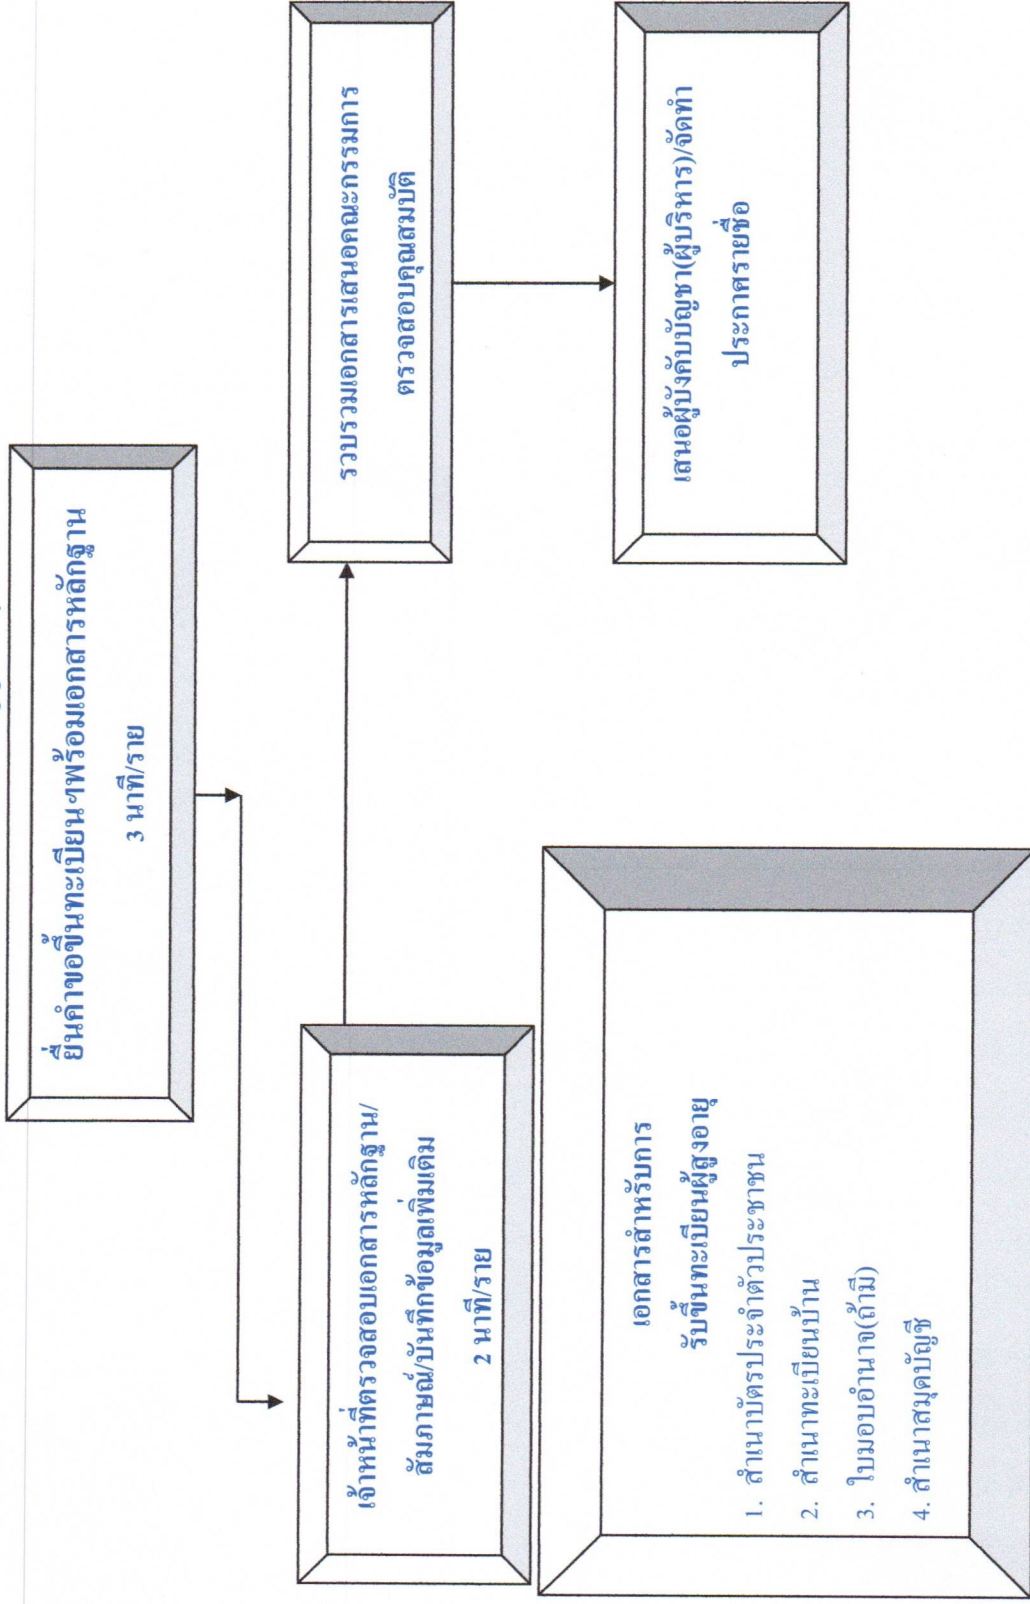 ยื่นคำขอขึ้นทะเบียนฯพร้อมเอกสารหลักฐาน
3 นาที/ราย
เจ้าหน้าที่ตรวจสอบเอกสารหลักฐาน/
สัมภาษณ์/บันทึกข้อมูลเพิ่มเติม
2 นาที/ราย
รวบรวมเอกสารเสนอคณะกรรมการ
ตรวจสอบคุณสมบัติ
เสนอผู้บังคับบัญชา(ผู้บริหาร)/จัดทำ
ประกาศรายชื่อ
เอกสารสำหรับการ
รับขึ้นทะเบียนผู้สูงอายุ
1. สำเนาบัตรประจำตัวประชาชน
2. สำเนาทะเบียนบ้าน
3. ใบมอบอำนาจ(ถ้ามี)
4. สำเนาสมุดบัญชี